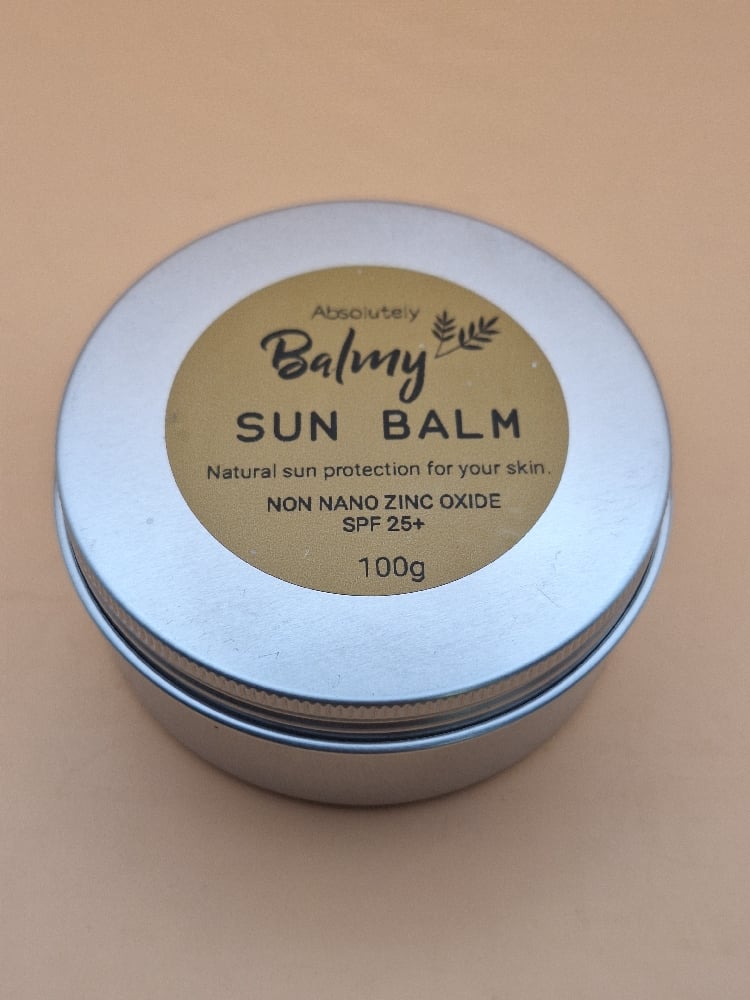 Absolutely
Balmy
SUN BALM
Natural sun protection for your skin.
NON NANO ZINC OXIDE
SPF 25+
100g